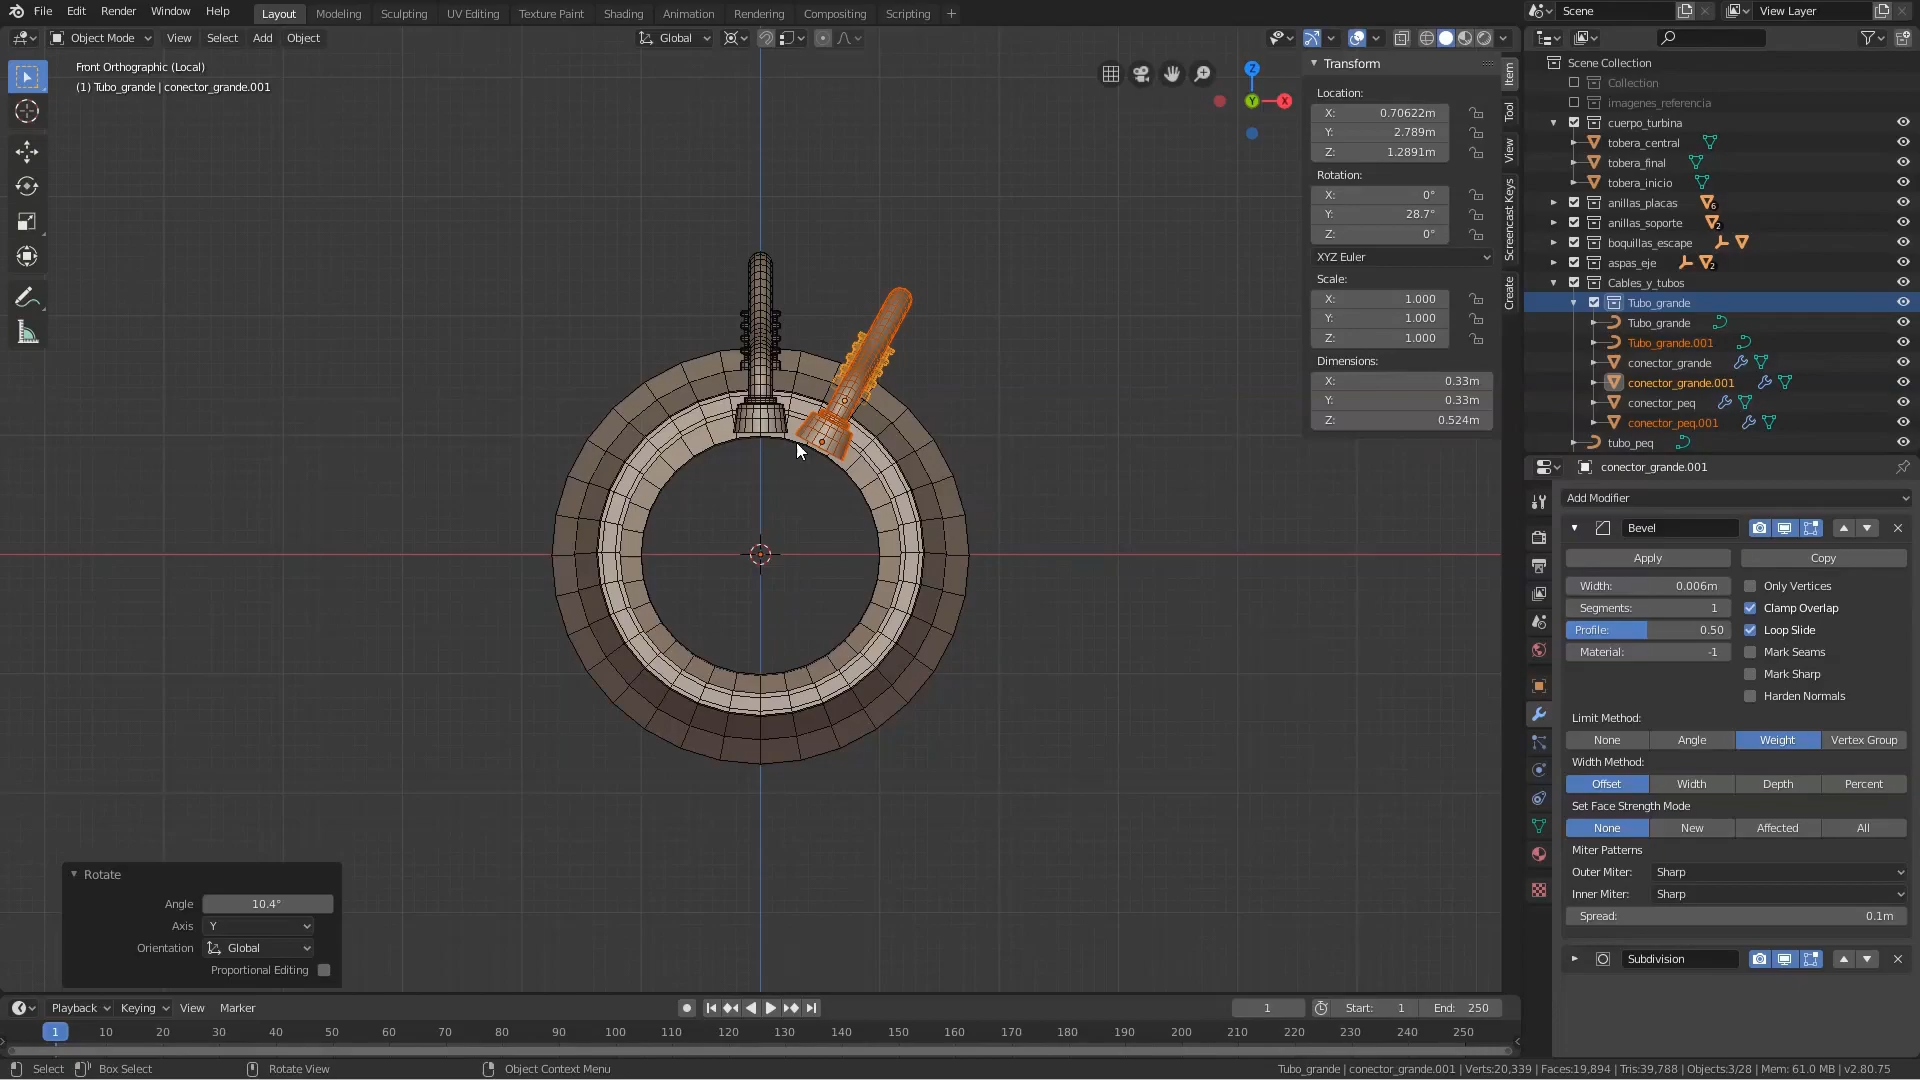 File Edit Render Window Help Layout Modeling Sculpting UV Editing Texture Paint Shading Animation Rendering Compositing Scripting + Scene View Layer
Object Mode View Select Add Object Global
Front Orthographic (Local)
(1) Tubo_grande | conector_grande.001
Z
Y
X
Transform
Location:
X: 0.70622m
Y: 2.789m
Z: 1.2891m
Rotation:
X: 0°
Y: 28.7°
Z: 0°
XYZ Euler
Scale:
X: 1.000
Y: 1.000
Z: 1.000
Dimensions:
X: 0.33m
Y: 0.33m
Z: 0.524m
Item
Tool
View
Screencast Keys
Create
Scene Collection
Collection
imagenes_referencia
cuerpo_turbina
tobera_central
tobera_final
tobera_inicio
anillas_placas 6
anillas_soporte 2
boquillas_escape
aspas_eje 2
Cables_y_tubos
Tubo_grande
Tubo_grande
Tubo_grande.001
conector_grande
conector_grande.001
conector_peq
conector_peq.001
tubo_peq
conector_grande.001
Add Modifier
Bevel
Apply Copy
Width: 0.006m Only Vertices
Segments: 1 Clamp Overlap
Profile: 0.50 Loop Slide
Material: -1 Mark Seams
Mark Sharp
Harden Normals
Limit Method:
None Angle Weight Vertex Group
Width Method:
Offset Width Depth Percent
Set Face Strength Mode
None New Affected All
Miter Patterns
Outer Miter: Sharp
Inner Miter: Sharp
Spread: 0.1m
Subdivision
Rotate
Angle 10.4°
Axis Y
Orientation Global
Proportional Editing
Playback Keying View Marker 1 Start: 1 End: 250
1 10 20 30 40 50 60 70 80 90 100 110 120 130 140 150 160 170 180 190 200 210 220 230 240 250
Select Box Select Rotate View Object Context Menu Tubo_grande | conector_grande.001 | Verts:20,339 | Faces:19,894 | Tris:39,788 | Objects:3/28 | Mem: 61.0 MB | v2.80.75